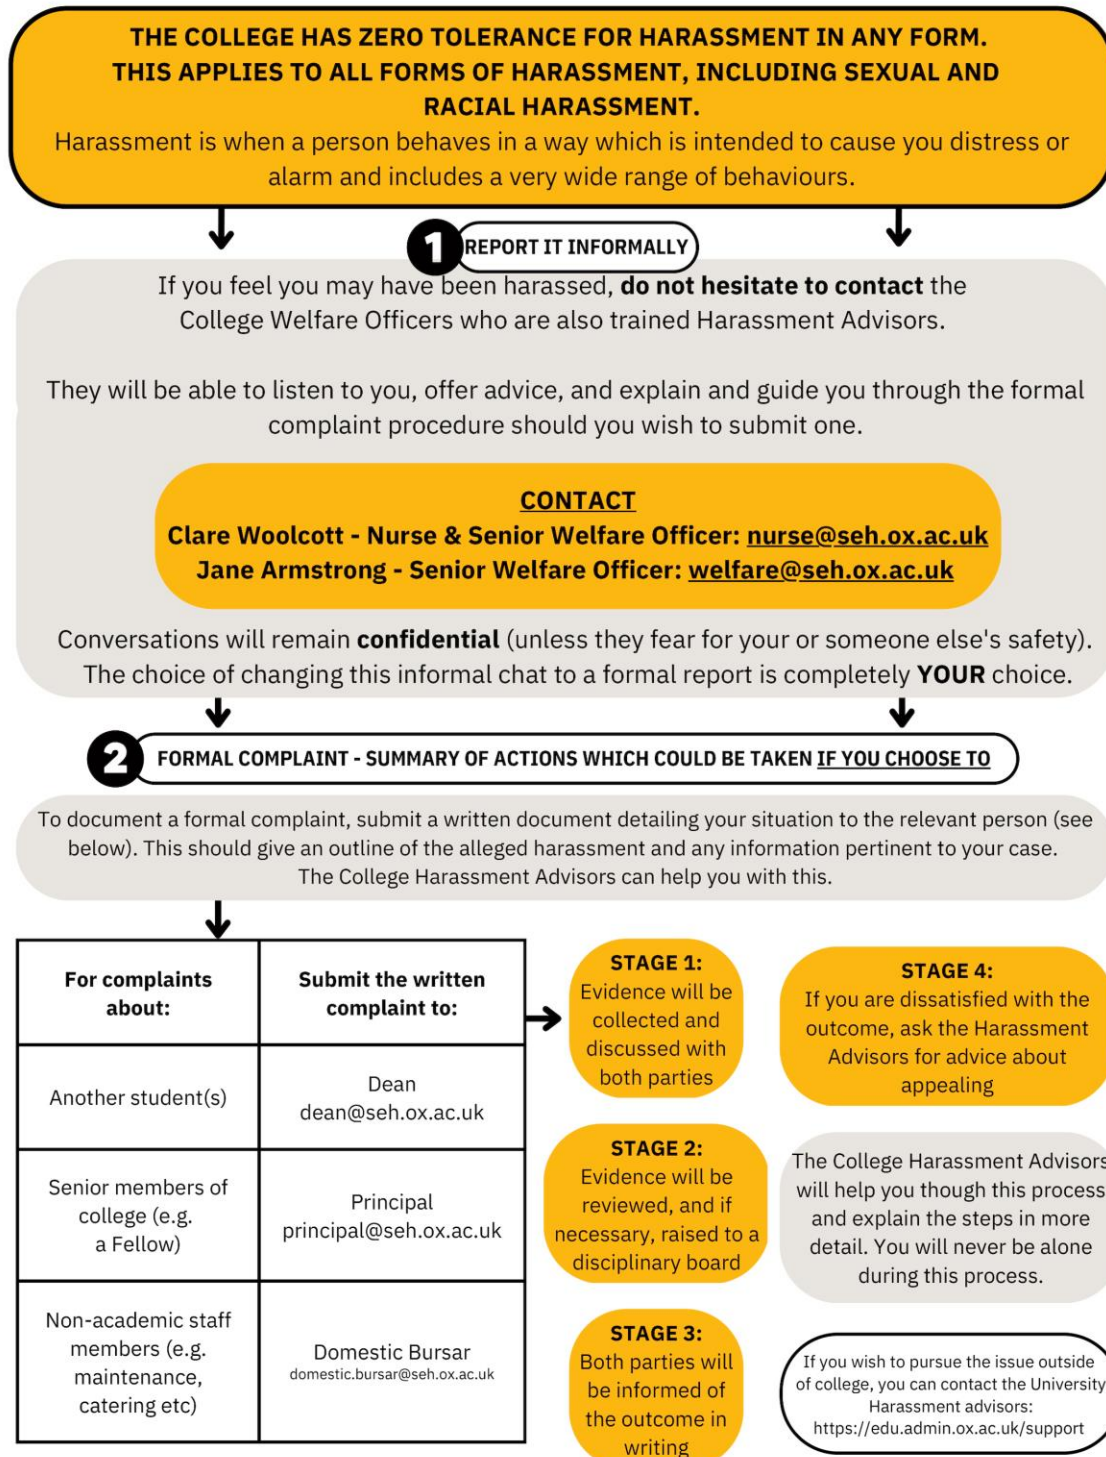 THE COLLEGE HAS ZERO TOLERANCE FOR HARASSMENT IN ANY FORM.
THIS APPLIES TO ALL FORMS OF HARASSMENT, INCLUDING SEXUAL AND
RACIAL HARASSMENT.
Harassment is when a person behaves in a way which is intended to cause you distress or
alarm and includes a very wide range of behaviours.
1 REPORT IT INFORMALLY
If you feel you may have been harassed, do not hesitate to contact the
College Welfare Officers who are also trained Harassment Advisors.
They will be able to listen to you, offer advice, and explain and guide you through the formal
complaint procedure should you wish to submit one.
CONTACT
Clare Woolcott - Nurse & Senior Welfare Officer: nurse@seh.ox.ac.uk
Jane Armstrong - Senior Welfare Officer: welfare@seh.ox.ac.uk
Conversations will remain confidential (unless they fear for your or someone else's safety).
The choice of changing this informal chat to a formal report is completely YOUR choice.
2 FORMAL COMPLAINT - SUMMARY OF ACTIONS WHICH COULD BE TAKEN IF YOU CHOOSE TO
To document a formal complaint, submit a written document detailing your situation to the relevant person (see
below). This should give an outline of the alleged harassment and any information pertinent to your case.
The College Harassment Advisors can help you with this.
For complaints
about:
Submit the written
complaint to:
Another student(s)
Dean
dean@seh.ox.ac.uk
Senior members of
college (e.g.
a Fellow)
Principal
principal@seh.ox.ac.uk
Non-academic staff
members (e.g.
maintenance,
catering etc)
Domestic Bursar
domestic.bursar@seh.ox.ac.uk
STAGE 1:
Evidence will be
collected and
discussed with
both parties
STAGE 2:
Evidence will be
reviewed, and if
necessary, raised to a
disciplinary board
STAGE 3:
Both parties will
be informed of
the outcome in
writing
STAGE 4:
If you are dissatisfied with the
outcome, ask the Harassment
Advisors for advice about
appealing
The College Harassment Advisors
will help you though this process
and explain the steps in more
detail. You will never be alone
during this process.
If you wish to pursue the issue outside
of college, you can contact the University
Harassment advisors:
https://edu.admin.ox.ac.uk/support